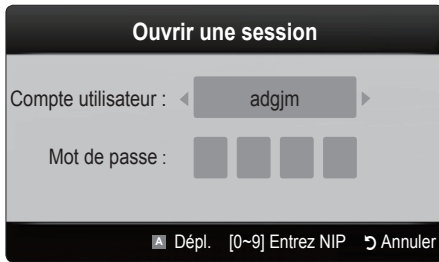 Ouvrir une session
Compte utilisateur : adgjm
Mot de passe :
A Dépl. [0~9] Entrez NIP Annuler